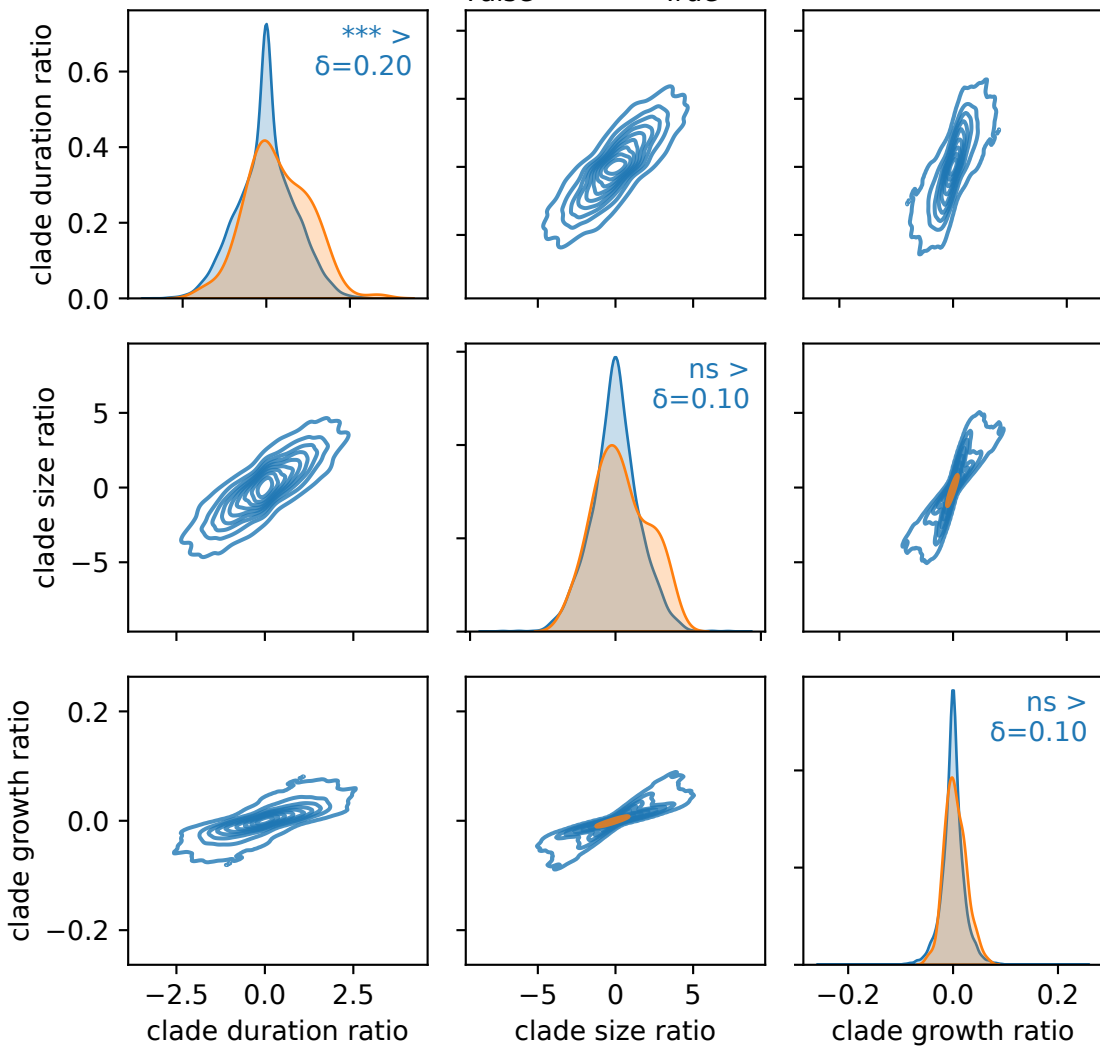 False True
clade duration ratio
0.6
0.4
0.2
0.0
*** >
δ=0.20
clade size ratio
5
0
−5
ns >
δ=0.10
clade growth ratio
0.2
0.0
−0.2
ns >
δ=0.10
−2.5 0.0 2.5
−5 0 5
−0.2 0.0 0.2
clade duration ratio
clade size ratio
clade growth ratio